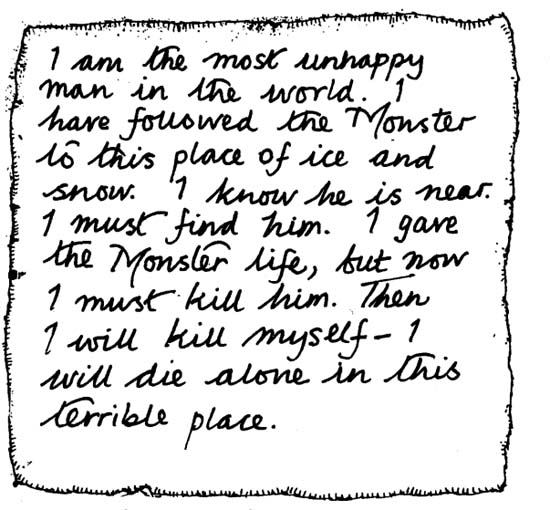 I am the most unhappy
man in the world. I
have followed the Monster
to this place of ice and
snow. I know he is near.
I must find him. I gave
the Monster life, but now
I must kill him. Then
I will kill myself – I
will die alone in this
terrible place.